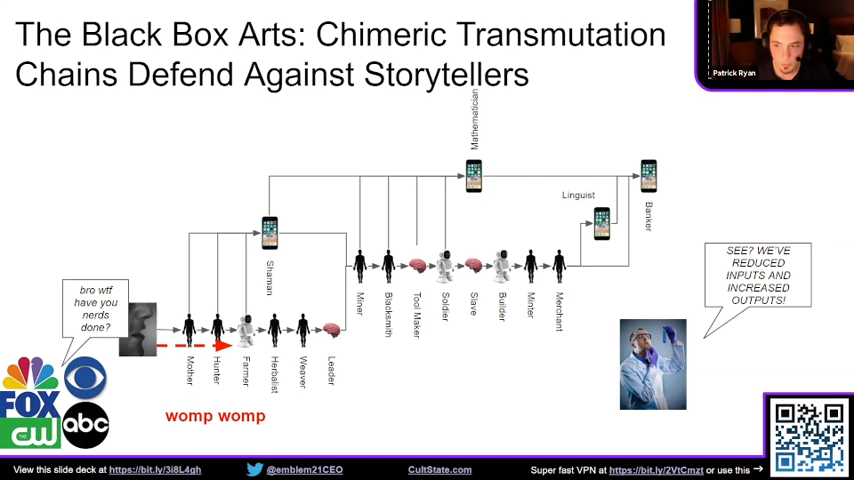 The Black Box Arts: Chimeric Transmutation
Chains Defend Against Storytellers
Patrick Ryan
Mathematician
Linguist
Banker
Shaman
Miner
Blacksmith
Tool Maker
Soldier
Slave
Builder
Minter
Merchant
SEE? WE'VE
REDUCED
INPUTS AND
INCREASED
OUTPUTS!
bro wtf
have you
nerds
done?
Mother
Hunter
Farmer
Herbalist
Weaver
Leader
FOX
THE CW
abc
womp womp
View this slide deck at https://bit.ly/3i8L4gh
@emblem21CEO
CultState.com
Super fast VPN at https://bit.ly/2VtCmzt or use this